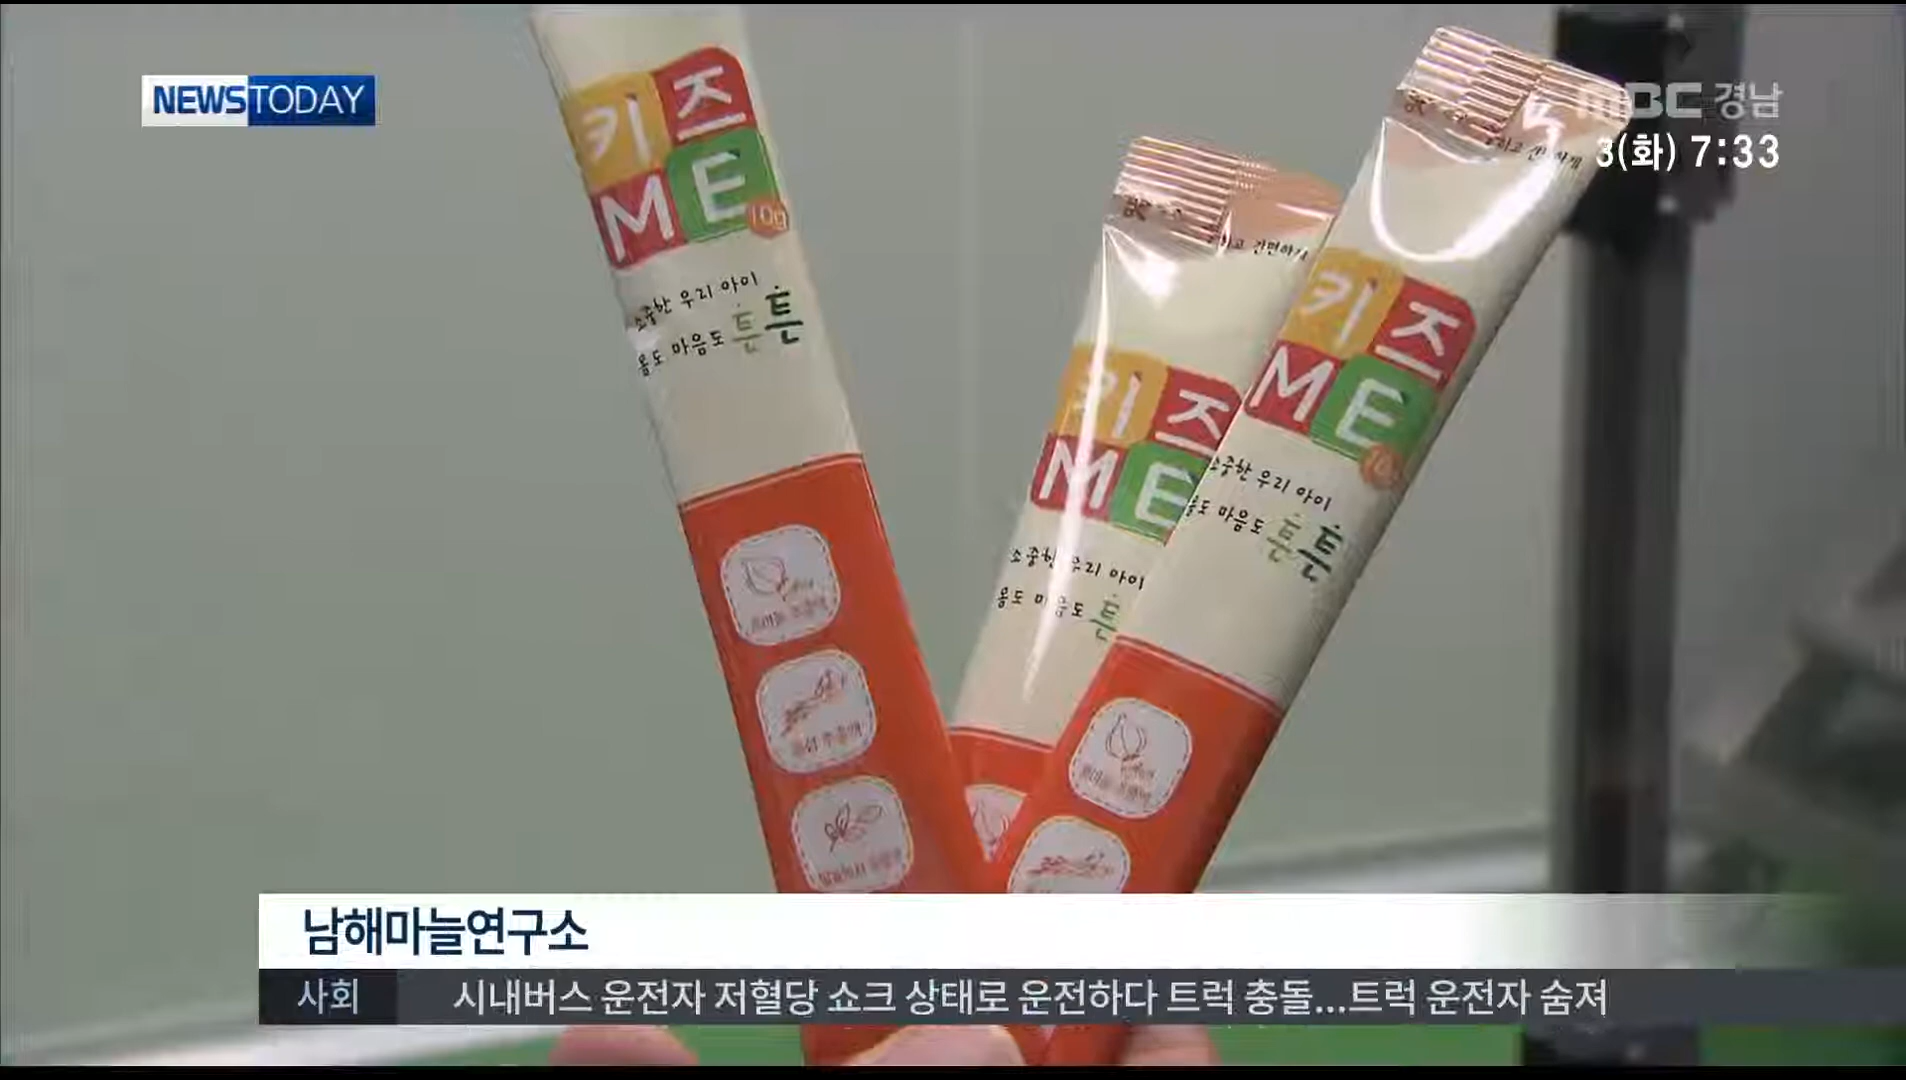 NEWSTODAY
MBC 경남
3(화) 7:33
키즈
ME
10g
소중한 우리 아이
몸도 마음도 튼튼
간편하게
키즈
ME
소중한 우리 아이
몸도 마음도 튼
키즈
ME
10g
소중한 우리 아이
몸도 마음도 튼튼
남해마늘연구소
사회 시내버스 운전자 저혈당 쇼크 상태로 운전하다 트럭 충돌...트럭 운전자 숨져